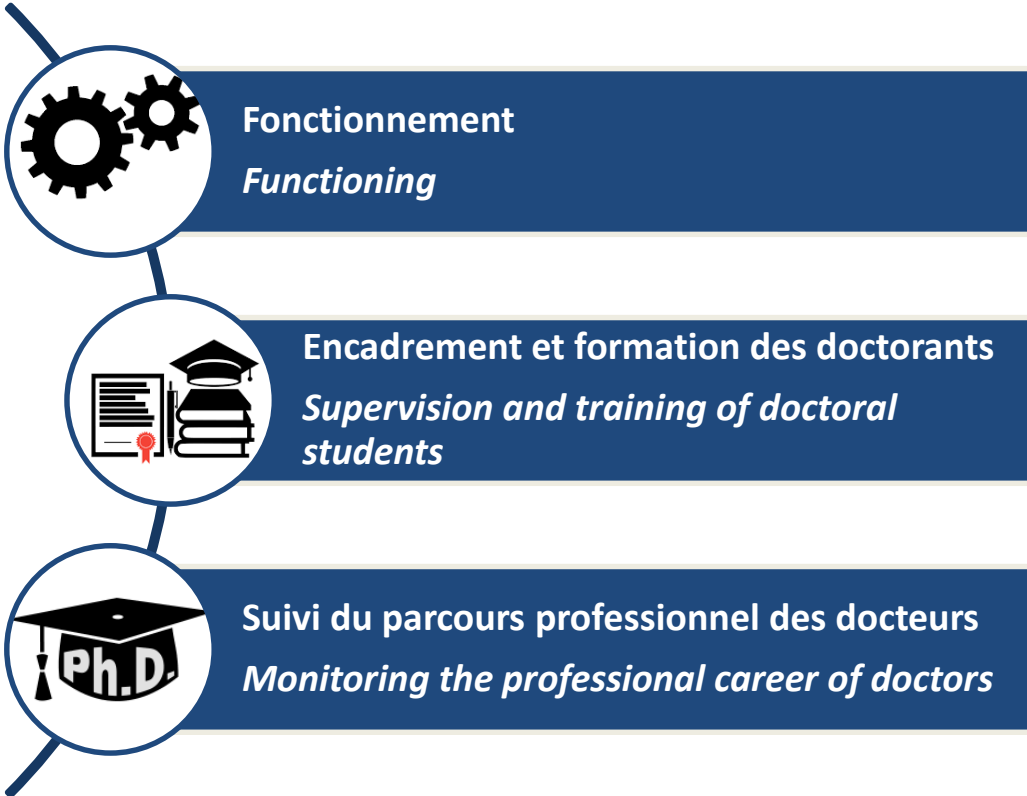 Fonctionnement
Functioning
Encadrement et formation des doctorants
Supervision and training of doctoral
students
Suivi du parcours professionnel des docteurs
Ph.D.
Monitoring the professional career of doctors